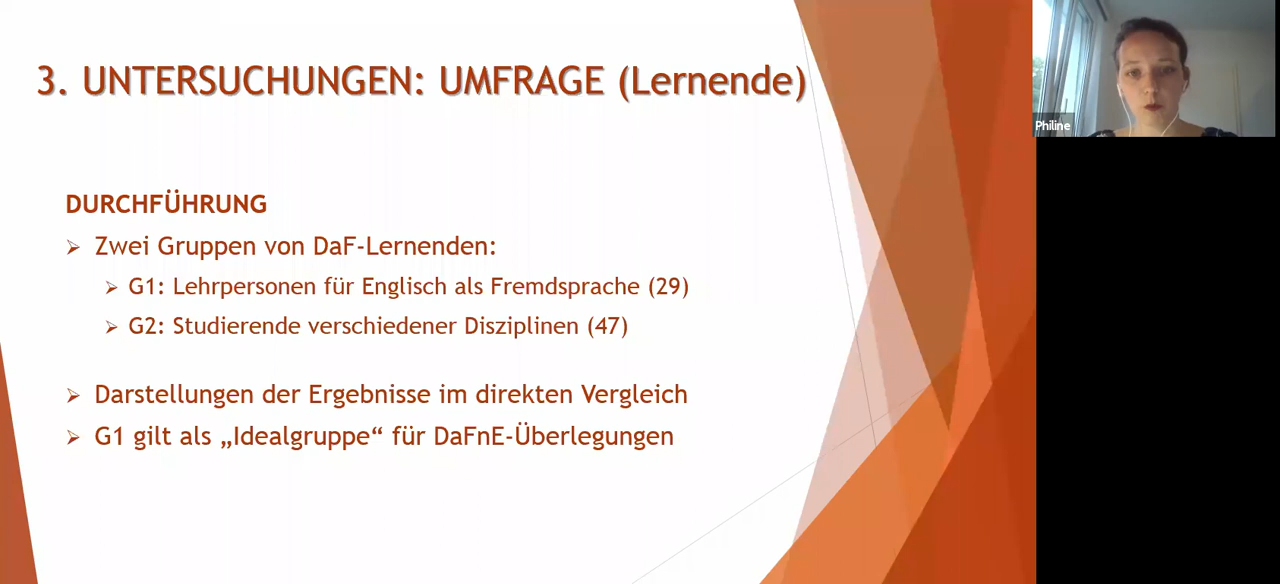 3. UNTERSUCHUNGEN: UMFRAGE (Lernende)
Philine
DURCHFÜHRUNG
Zwei Gruppen von DaF-Lernenden:
G1: Lehrpersonen für Englisch als Fremdsprache (29)
G2: Studierende verschiedener Disziplinen (47)
Darstellungen der Ergebnisse im direkten Vergleich
G1 gilt als „Idealgruppe“ für DaFnE-Überlegungen